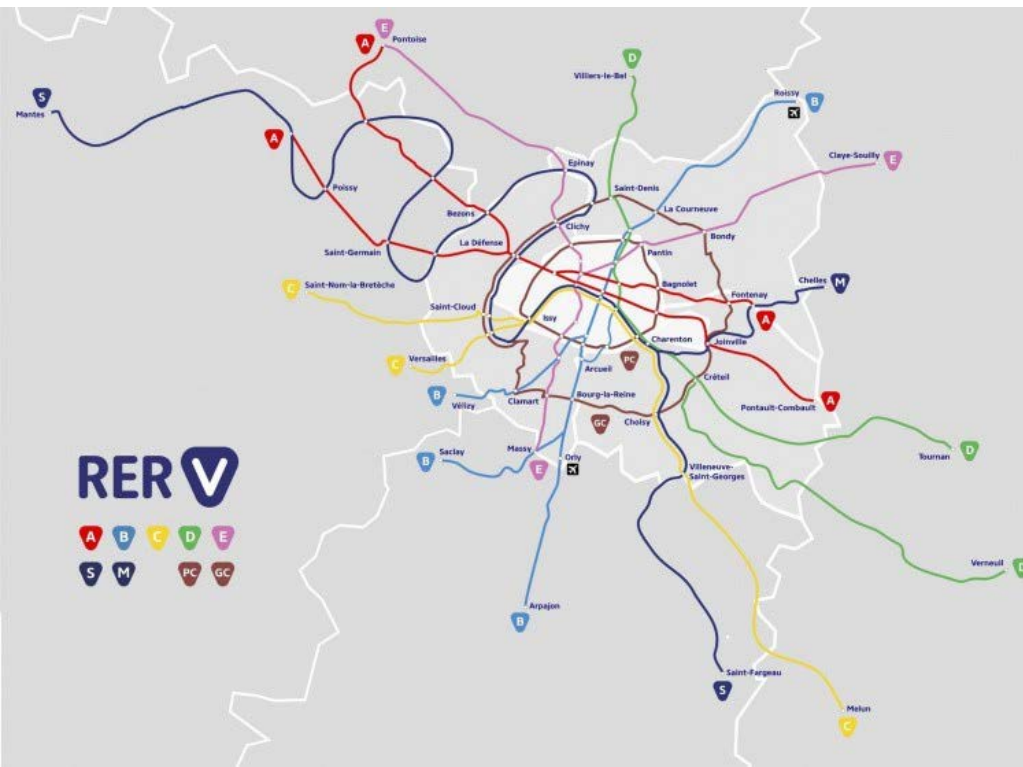 E
A
Pontoise
D
Villiers-le-Bel
S
Mantes
Roissy
B
A
Epinay
Claye-Souilly
E
Poissy
Saint-Denis
Bezons
La Courneuve
Clichy
Bondy
La Défense
Saint-Germain
Pantin
C
Saint-Nom-la-Bretèche
Bagnolet
Chelles
M
Fontenay
Saint-Cloud
Issy
A
Charenton
Joinville
C
Versailles
PC
Arcueil
Créteil
B
Vélizy
Clamart
Bourg-la-Reine
Pontault-Combault
A
GC
Choisy
B
Saclay
Massy
E
Orly
Tournan
D
Villeneuve-
Saint-Georges
RER V
A B C D E
S M PC GC
Verneuil
D
B
Arpajon
Saint-Fargeau
S
Melun
C